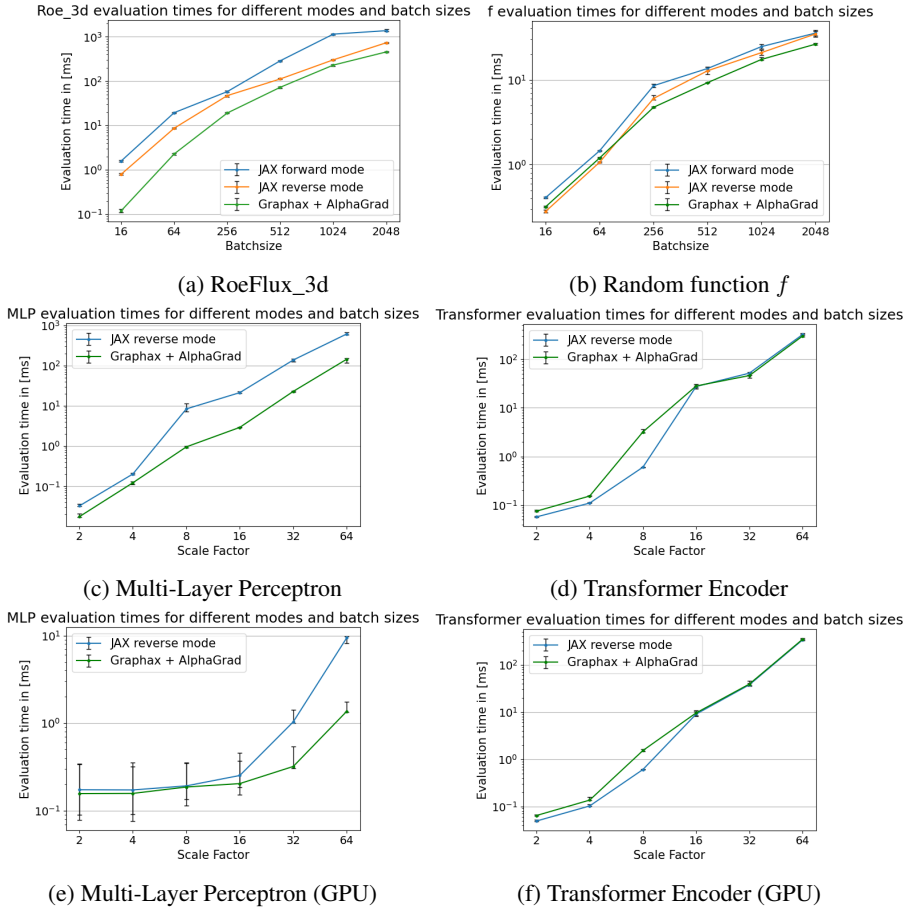 Roe_3d evaluation times for different modes and batch sizes
Evaluation time in [ms]
10³
10²
10¹
10⁰
10⁻¹
JAX forward mode
JAX reverse mode
Graphax + AlphaGrad
16 64 256 512 1024 2048
Batchsize
(a) RoeFlux_3d
f evaluation times for different modes and batch sizes
Evaluation time in [ms]
10¹
10⁰
JAX forward mode
JAX reverse mode
Graphax + AlphaGrad
16 64 256 512 1024 2048
Batchsize
(b) Random function f
MLP evaluation times for different modes and batch sizes
Evaluation time in [ms]
10³
10²
10¹
10⁰
10⁻¹
JAX reverse mode
Graphax + AlphaGrad
2 4 8 16 32 64
Scale Factor
(c) Multi-Layer Perceptron
Transformer evaluation times for different modes and batch sizes
Evaluation time in [ms]
10²
10¹
10⁰
10⁻¹
JAX reverse mode
Graphax + AlphaGrad
2 4 8 16 32 64
Scale Factor
(d) Transformer Encoder
MLP evaluation times for different modes and batch sizes
Evaluation time in [ms]
10¹
10⁰
10⁻¹
JAX reverse mode
Graphax + AlphaGrad
2 4 8 16 32 64
Scale Factor
(e) Multi-Layer Perceptron (GPU)
Transformer evaluation times for different modes and batch sizes
Evaluation time in [ms]
10²
10¹
10⁰
10⁻¹
JAX reverse mode
Graphax + AlphaGrad
2 4 8 16 32 64
Scale Factor
(f) Transformer Encoder (GPU)